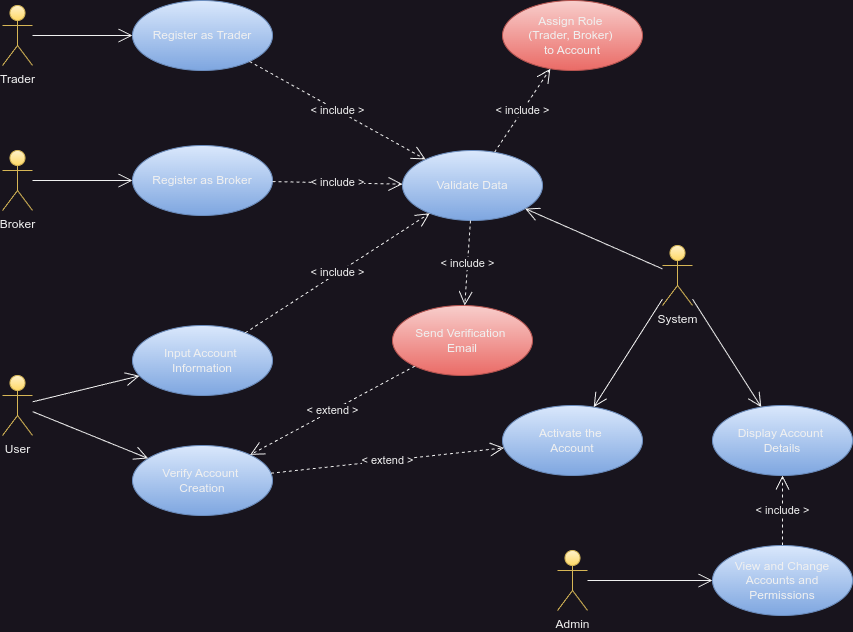 Trader
Register as Trader
Assign Role
(Trader, Broker)
to Account
< include >
< include >
Broker
Register as Broker
< include >
Validate Data
< include >
< include >
System
Input Account
Information
Send Verification
Email
User
< extend >
Verify Account
Creation
< extend >
Activate the
Account
Display Account
Details
< include >
Admin
View and Change
Accounts and
Permissions